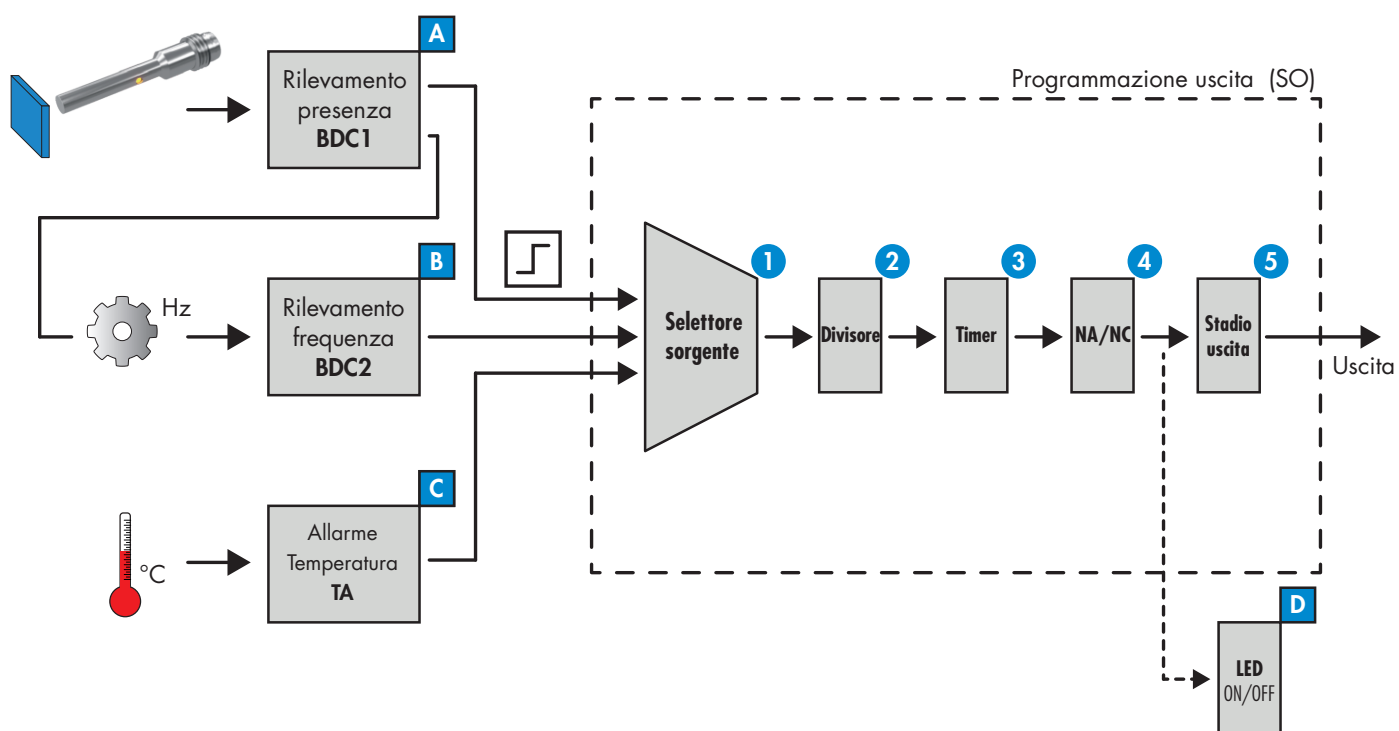 A
Rilevamento
presenza
BDC1
Programmazione uscita (SO)
B
Hz
Rilevamento
frequenza
BDC2
1
Selettore
sorgente
2
Divisore
3
Timer
4
NA/NC
5
Stadio
uscita
Uscita
C
°C
Allarme
Temperatura
TA
D
LED
ON/OFF